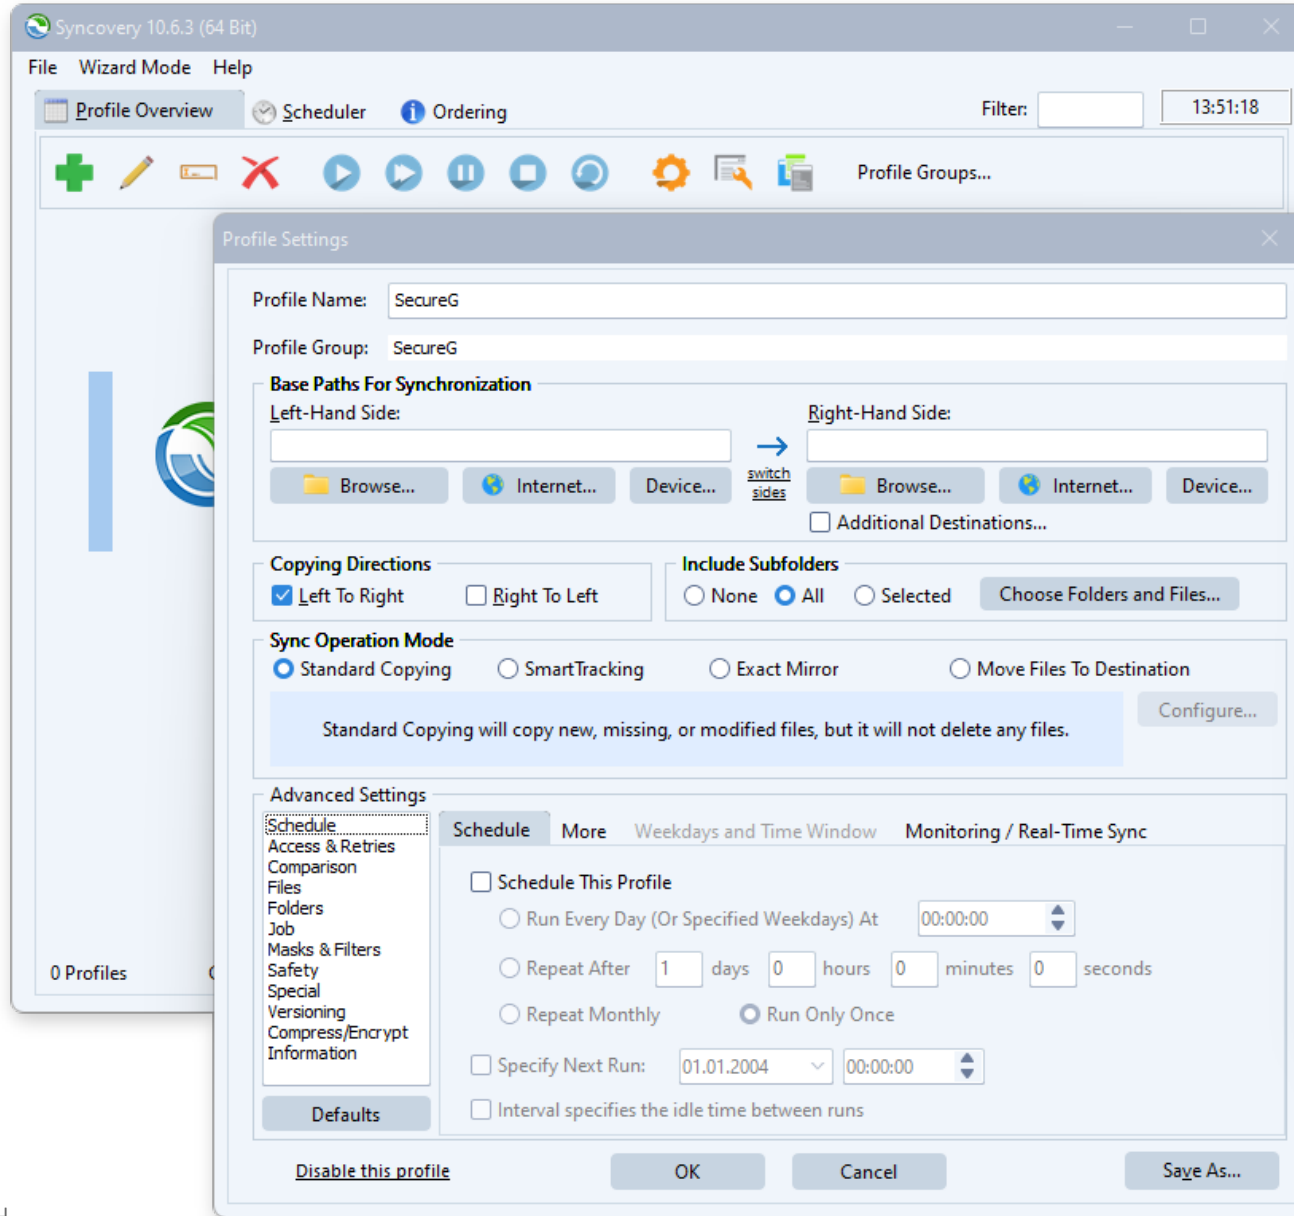 Syncovery 10.6.3 (64 Bit)
File Wizard Mode Help
Profile Overview Scheduler Ordering Filter: 13:51:18
Profile Groups...
Profile Settings
Profile Name: SecureG
Profile Group: SecureG
Base Paths For Synchronization
Left-Hand Side: Right-Hand Side:
Browse... Internet... Device... switch sides Browse... Internet... Device...
Additional Destinations...
Copying Directions Include Subfolders
Left To Right Right To Left None All Selected Choose Folders and Files...
Sync Operation Mode
Standard Copying SmartTracking Exact Mirror Move Files To Destination
Configure...
Standard Copying will copy new, missing, or modified files, but it will not delete any files.
Advanced Settings
Schedule
Access & Retries
Comparison
Files
Folders
Job
Masks & Filters
Safety
Special
Versioning
Compress/Encrypt
Information
Defaults
Schedule More Weekdays and Time Window Monitoring / Real-Time Sync
Schedule This Profile
Run Every Day (Or Specified Weekdays) At 00:00:00
Repeat After 1 days 0 hours 0 minutes 0 seconds
Repeat Monthly Run Only Once
Specify Next Run: 01.01.2004 00:00:00
Interval specifies the idle time between runs
0 Profiles
Disable this profile OK Cancel Save As...